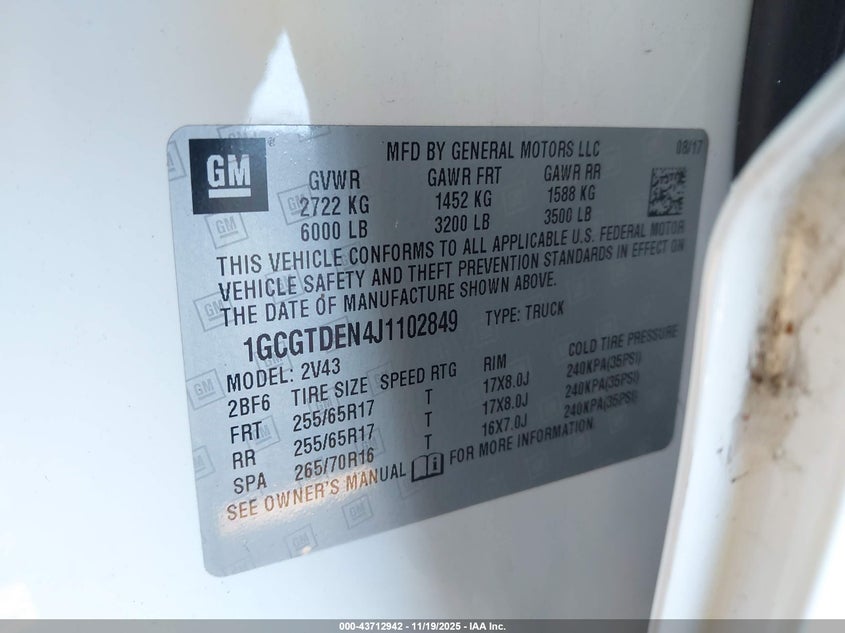 GM
MFD BY GENERAL MOTORS LLC 08/17
GVWR GAWR FRT GAWR RR
2722 KG 1452 KG 1588 KG
6000 LB 3200 LB 3500 LB
THIS VEHICLE CONFORMS TO ALL APPLICABLE U.S. FEDERAL MOTOR
VEHICLE SAFETY AND THEFT PREVENTION STANDARDS IN EFFECT ON
THE DATE OF MANUFACTURE SHOWN ABOVE.
1GCGTDEN4J1102849 TYPE: TRUCK
MODEL: 2V43
2BF6 TIRE SIZE SPEED RTG RIM COLD TIRE PRESSURE
FRT 255/65R17 T 17X8.0J 240KPA(35PSI)
RR 255/65R17 T 17X8.0J 240KPA(35PSI)
SPA 265/70R16 T 16X7.0J 240KPA(35PSI)
SEE OWNER'S MANUAL FOR MORE INFORMATION.
000-43712942 - 11/19/2025 - IAA Inc.